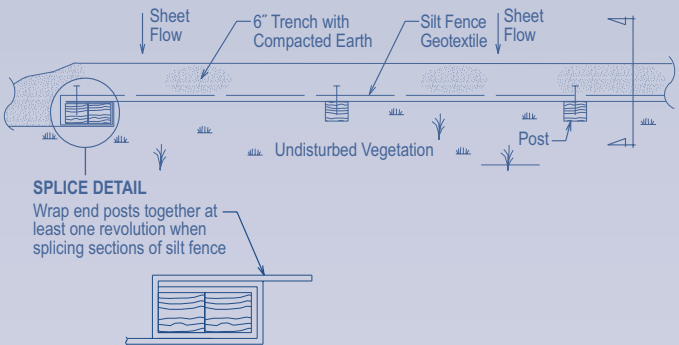 Sheet
Flow
6″ Trench with
Compacted Earth
Silt Fence
Geotextile
Sheet
Flow
Post
Undisturbed Vegetation
SPLICE DETAIL
Wrap end posts together at
least one revolution when
splicing sections of silt fence